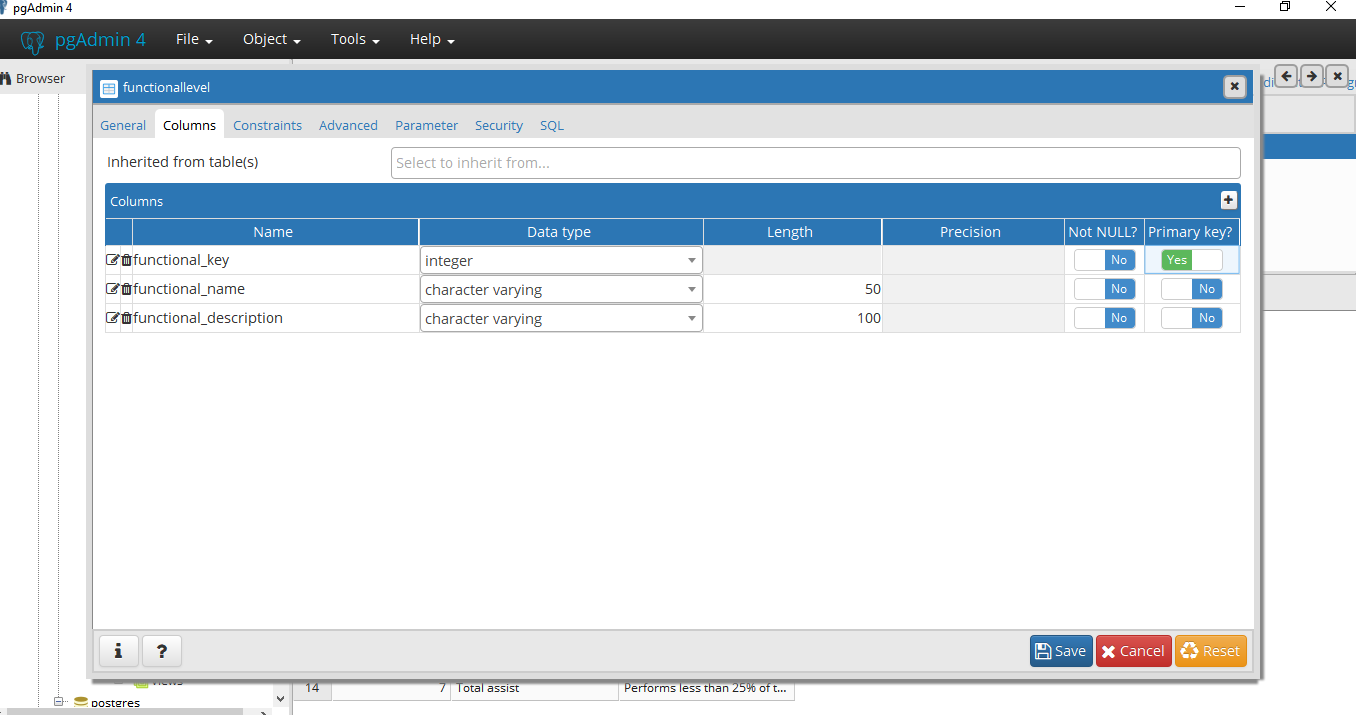 pgAdmin 4
pgAdmin 4 File Object Tools Help
Browser
functionallevel
General Columns Constraints Advanced Parameter Security SQL
Inherited from table(s) Select to inherit from...
Columns
Name Data type Length Precision Not NULL? Primary key?
functional_key integer No Yes
functional_name character varying 50 No No
functional_description character varying 100 No No
i ? Save Cancel Reset
14 7 Total assist Performs less than 25% of t...
postgres